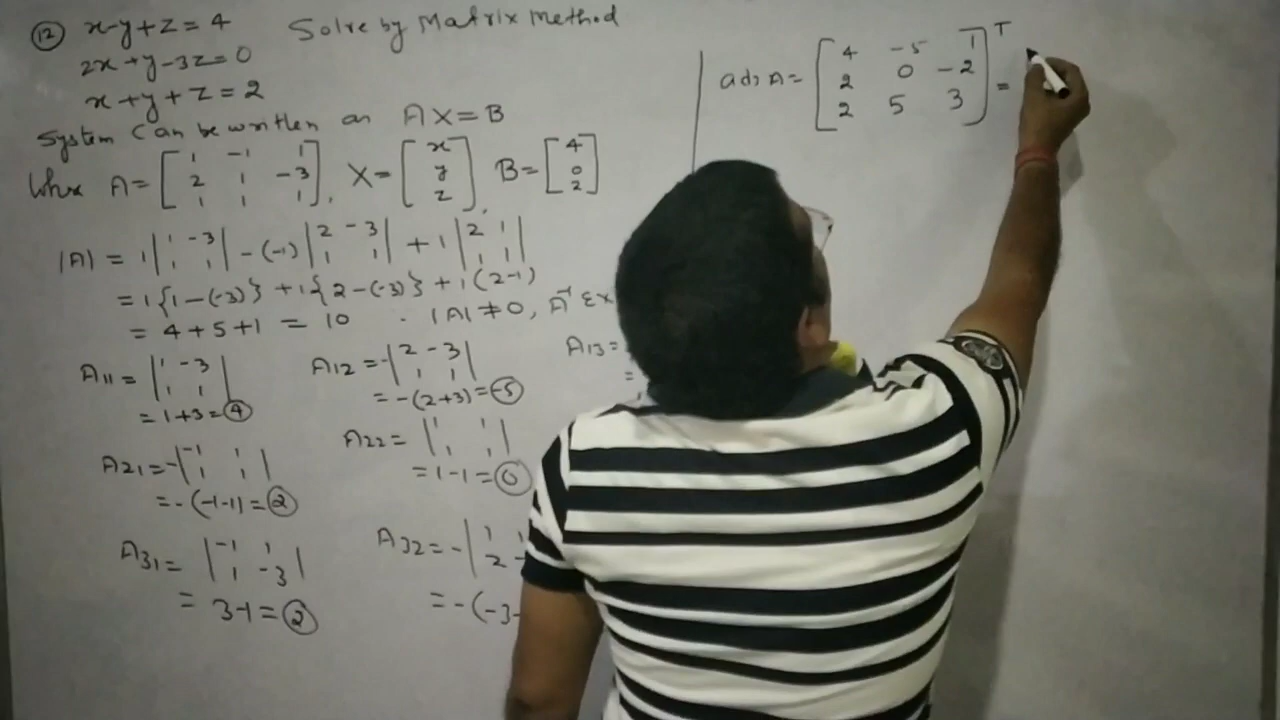 (12) x-y+z=4 Solve by Matrix Method
2x+y-3z=0
x+y+z=2
System Can be written as AX=B
A = [1 -1 1; 2 1 -3; 1 1 1], X = [x; y; z], B = [4; 0; 2]
|A| = 1|1 -3; 1 1| - (-1)|2 -3; 1 1| + 1|2 1; 1 1|
= 1{1-(-3)} + 1{2-(-3)} + 1(2-1)
= 4+5+1 = 10 . |A| ≠ 0, A⁻¹ Ex
A11 = |1 -3; 1 1| A12 = -|2 -3; 1 1| A13 =
= 1+3 = 4 = -(2+3) = -5 =
A21 = -|-1 1; 1 1| A22 = |1 1; 1 1|
= -(-1-1) = 2 = 1-1 = 0
A31 = |-1 1; 1 -3| A32 = -|1 1; 2 -
= 3-1 = 2 = -(-3-
adj A = [4 -5 1; 2 0 -2; 2 5 3]ᵀ =